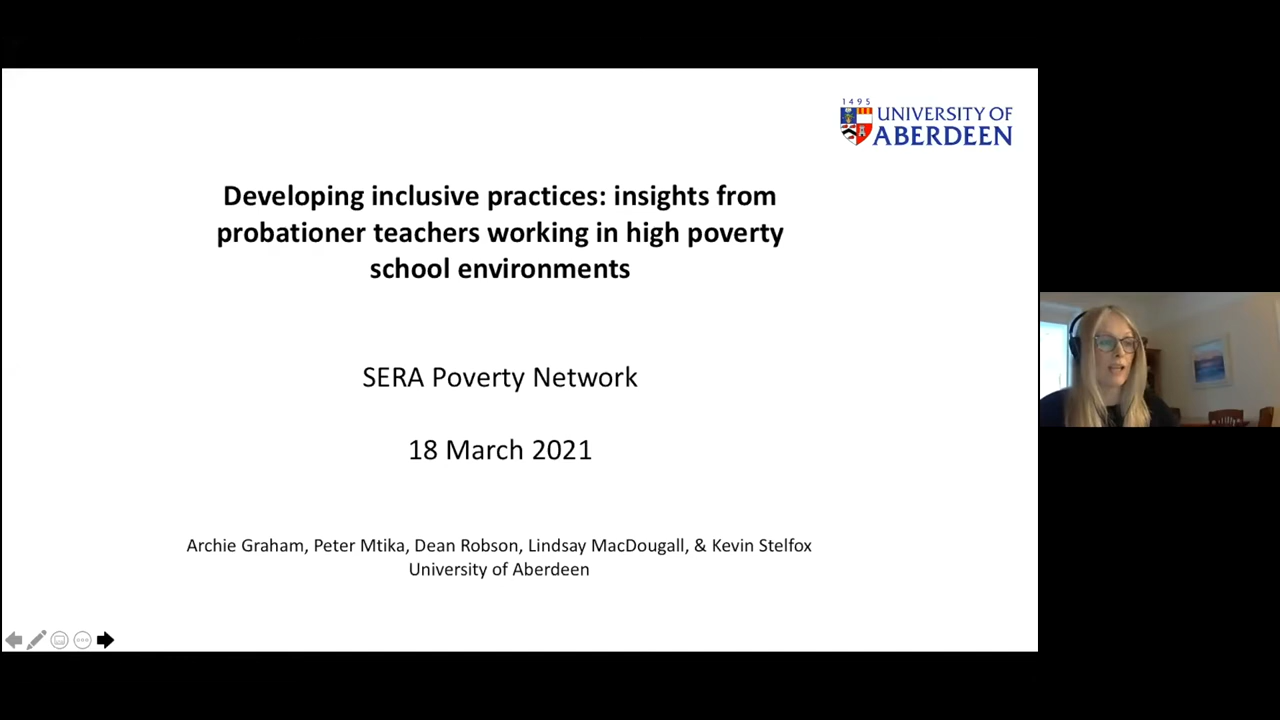 1495
UNIVERSITY OF
ABERDEEN
Developing inclusive practices: insights from
probationer teachers working in high poverty
school environments
SERA Poverty Network
18 March 2021
Archie Graham, Peter Mtika, Dean Robson, Lindsay MacDougall, & Kevin Stelfox
University of Aberdeen